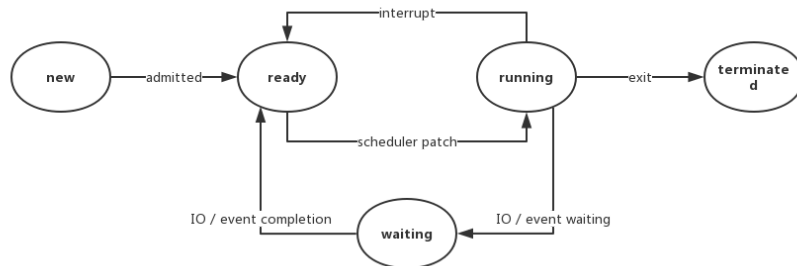 interrupt
new
admitted
ready
running
exit
terminate
d
scheduler patch
IO / event completion
IO / event waiting
waiting